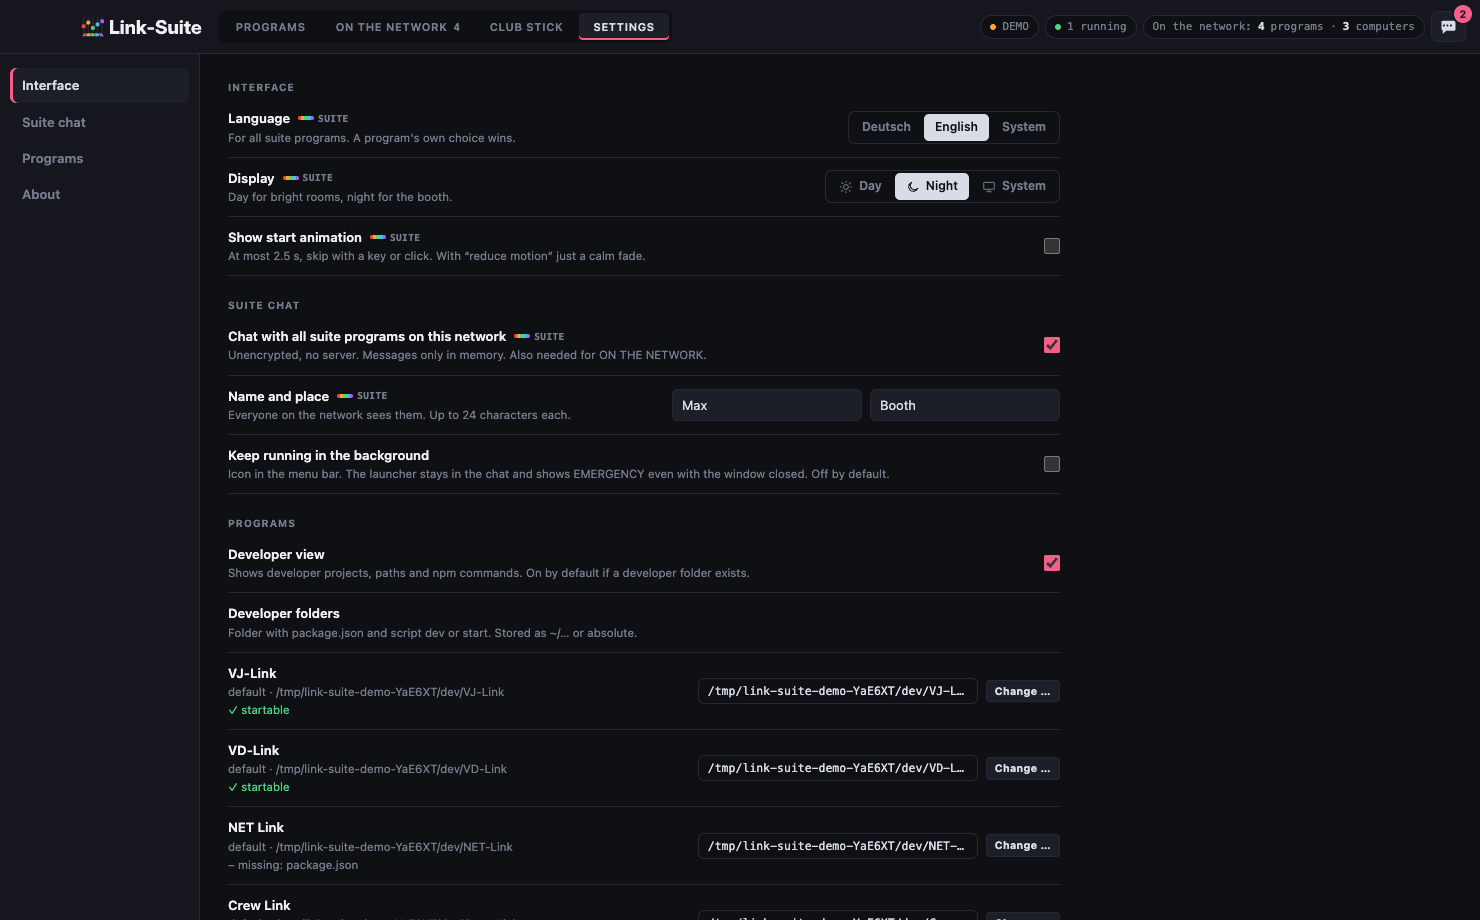 Link-Suite
PROGRAMS
ON THE NETWORK 4
CLUB STICK
SETTINGS
DEMO
1 running
On the network: 4 programs · 3 computers
2
Interface
Suite chat
Programs
About
INTERFACE
Language SUITE
For all suite programs. A program's own choice wins.
Deutsch English System
Display SUITE
Day for bright rooms, night for the booth.
Day Night System
Show start animation SUITE
At most 2.5 s, skip with a key or click. With “reduce motion” just a calm fade.
SUITE CHAT
Chat with all suite programs on this network SUITE
Unencrypted, no server. Messages only in memory. Also needed for ON THE NETWORK.
Name and place SUITE
Everyone on the network sees them. Up to 24 characters each.
Max
Booth
Keep running in the background
Icon in the menu bar. The launcher stays in the chat and shows EMERGENCY even with the window closed. Off by default.
PROGRAMS
Developer view
Shows developer projects, paths and npm commands. On by default if a developer folder exists.
Developer folders
Folder with package.json and script dev or start. Stored as ~/… or absolute.
VJ-Link
default · /tmp/link-suite-demo-YaE6XT/dev/VJ-Link
✓ startable
/tmp/link-suite-demo-YaE6XT/dev/VJ-L…
Change …
VD-Link
default · /tmp/link-suite-demo-YaE6XT/dev/VD-Link
✓ startable
/tmp/link-suite-demo-YaE6XT/dev/VD-L…
Change …
NET Link
default · /tmp/link-suite-demo-YaE6XT/dev/NET-Link
– missing: package.json
/tmp/link-suite-demo-YaE6XT/dev/NET-…
Change …
Crew Link